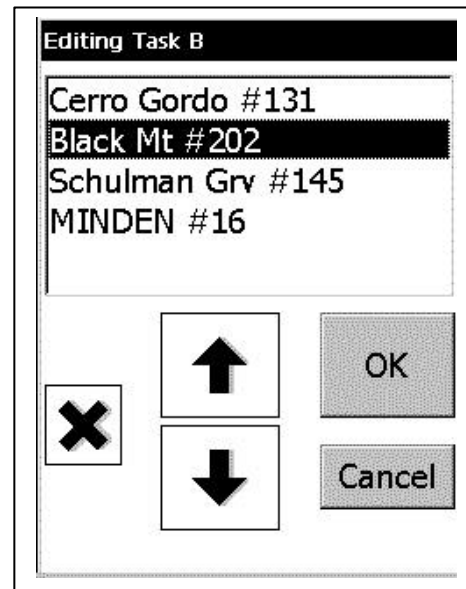 Editing Task B
Cerro Gordo #131
Black Mt #202
Schulman Grv #145
MINDEN #16
OK
Cancel